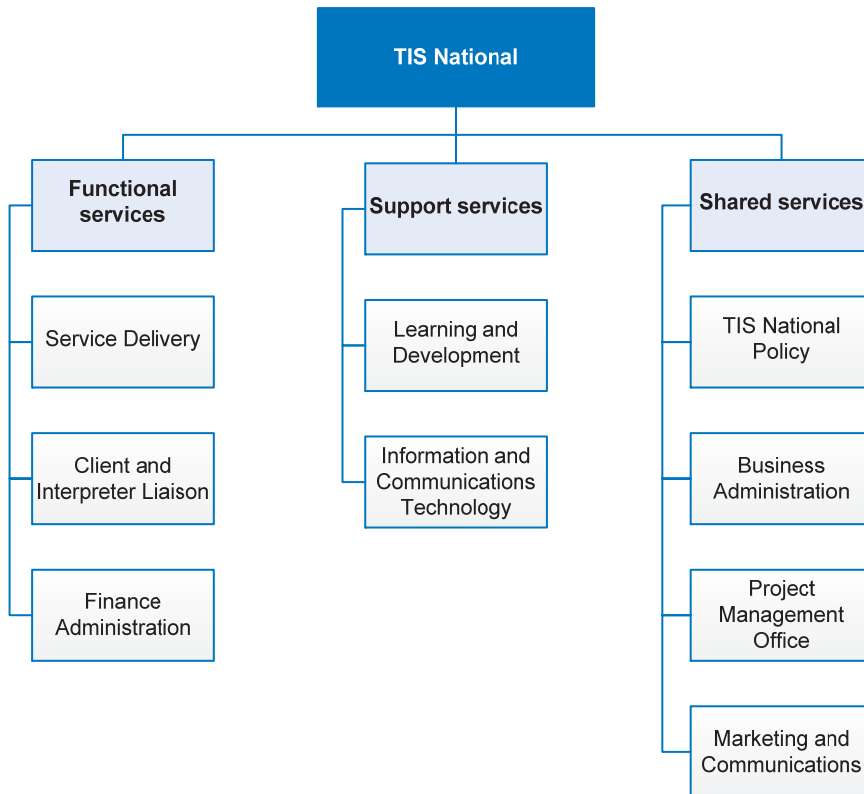 TIS National
Functional
services
Service Delivery
Client and
Interpreter Liaison
Finance
Administration
Support services
Learning and
Development
Information and
Communications
Technology
Shared services
TIS National
Policy
Business
Administration
Project
Management
Office
Marketing and
Communications